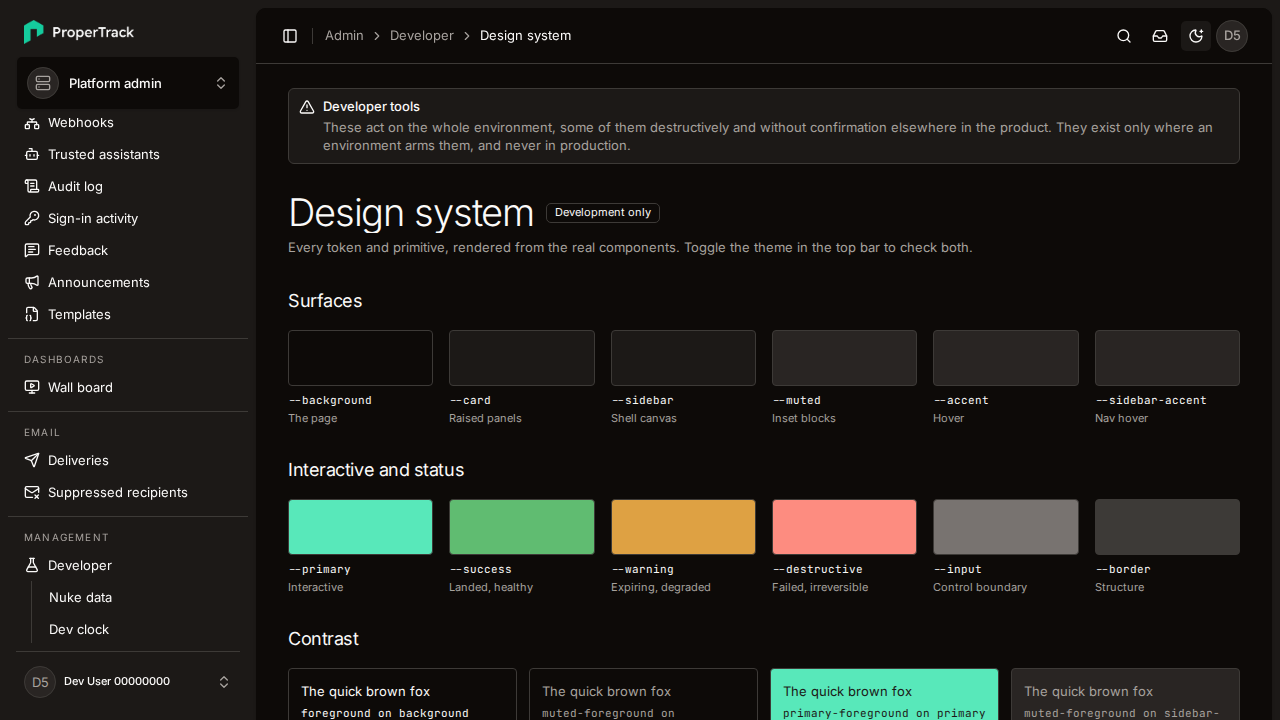 ProperTrack
Platform admin
Webhooks
Trusted assistants
Audit log
Sign-in activity
Feedback
Announcements
Templates
DASHBOARDS
Wall board
EMAIL
Deliveries
Suppressed recipients
MANAGEMENT
Developer
Nuke data
Dev clock
D5 Dev User 00000000
Admin > Developer > Design system
D5
Developer tools
These act on the whole environment, some of them destructively and without confirmation elsewhere in the product. They exist only where an
environment arms them, and never in production.
Design system Development only
Every token and primitive, rendered from the real components. Toggle the theme in the top bar to check both.
Surfaces
--background --card --sidebar --muted --accent --sidebar-accent
The page Raised panels Shell canvas Inset blocks Hover Nav hover
Interactive and status
--primary --success --warning --destructive --input --border
Interactive Landed, healthy Expiring, degraded Failed, irreversible Control boundary Structure
Contrast
The quick brown fox The quick brown fox The quick brown fox The quick brown fox
foreground on background muted-foreground on primary-foreground on primary muted-foreground on sidebar-